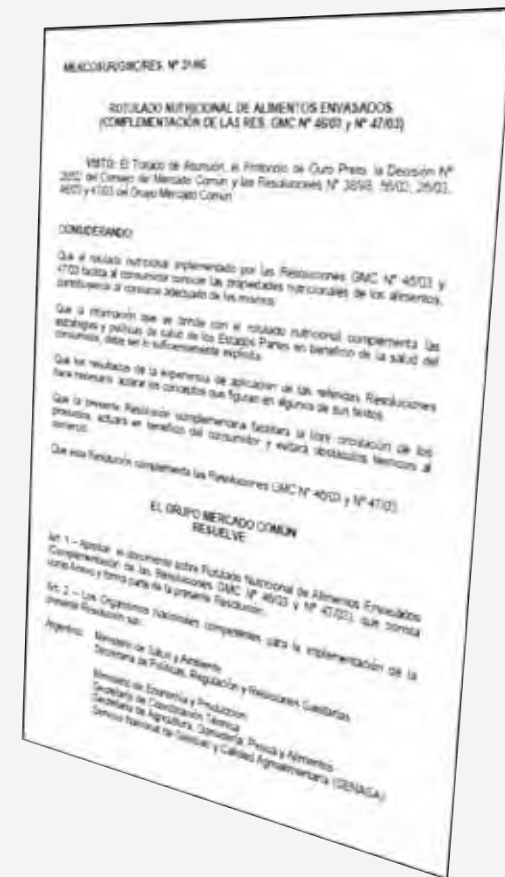 MERCOSUR/GMC/RES. Nº 31/06
ROTULADO NUTRICIONAL DE ALIMENTOS ENVASADOS
(COMPLEMENTACIÓN DE LAS RES. GMC Nº 46/03 y Nº 47/03)
VISTO: El Tratado de Asunción, el Protocolo de Ouro Preto, la Decisión Nº
20/02 del Consejo del Mercado Común y las Resoluciones Nº 38/98, 56/02, 26/03,
46/03 y 47/03 del Grupo Mercado Común.
CONSIDERANDO:
Que el rotulado nutricional implementado por las Resoluciones GMC Nº 46/03 y
47/03 facilita al consumidor conocer las propiedades nutricionales de los alimentos,
contribuyendo al consumo adecuado de los mismos.
Que la información que se brinda con el rotulado nutricional complementa las
estrategias y políticas de salud de los Estados Partes en beneficio de la salud del
consumidor, debe ser lo suficientemente explícita.
Que los resultados de la experiencia de aplicación de las referidas Resoluciones
hace necesario aclarar los conceptos que figuran en algunos de sus textos.
Que la presente Resolución complementaria facilitará la libre circulación de los
productos, actuará en beneficio del consumidor y evitará obstáculos técnicos al
comercio.
Que esta Resolución complementa las Resoluciones GMC Nº 46/03 y Nº 47/03.
EL GRUPO MERCADO COMÚN
RESUELVE:
Art. 1 – Aprobar el documento sobre Rotulado Nutricional de Alimentos Envasados
(Complementación de las Resoluciones GMC Nº 46/03 y Nº 47/03), que consta
como Anexo y forma parte de la presente Resolución.
Art. 2 – Los Organismos nacionales competentes para la implementación de la
presente Resolución son:
Argentina: Ministerio de Salud y Ambiente
Secretaría de Políticas, Regulación y Relaciones Sanitarias
Ministerio de Economía y Producción
Secretaría de Coordinación Técnica
Secretaría de Agricultura, Ganadería, Pesca y Alimentos
Servicio Nacional de Sanidad y Calidad Agroalimentaria (SENASA)